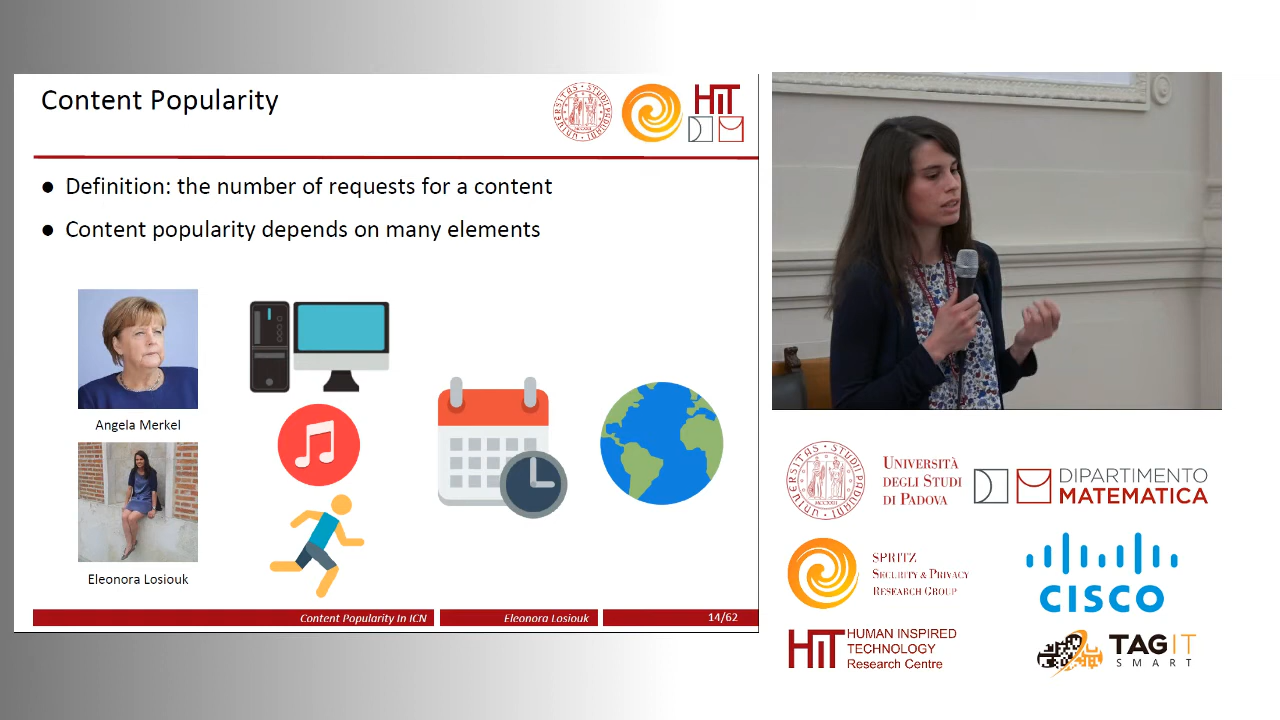 Content Popularity
HIT
● Definition: the number of requests for a content
● Content popularity depends on many elements
Angela Merkel
Eleonora Losiouk
Content Popularity In ICN
Eleonora Losiouk
14/62
UNIVERSITÀ
DEGLI STUDI
DI PADOVA
DIPARTIMENTO
MATEMATICA
SPRITZ
SECURITY & PRIVACY
RESEARCH GROUP
CISCO
HIT
HUMAN INSPIRED
TECHNOLOGY
Research Centre
TAGIT
SMART